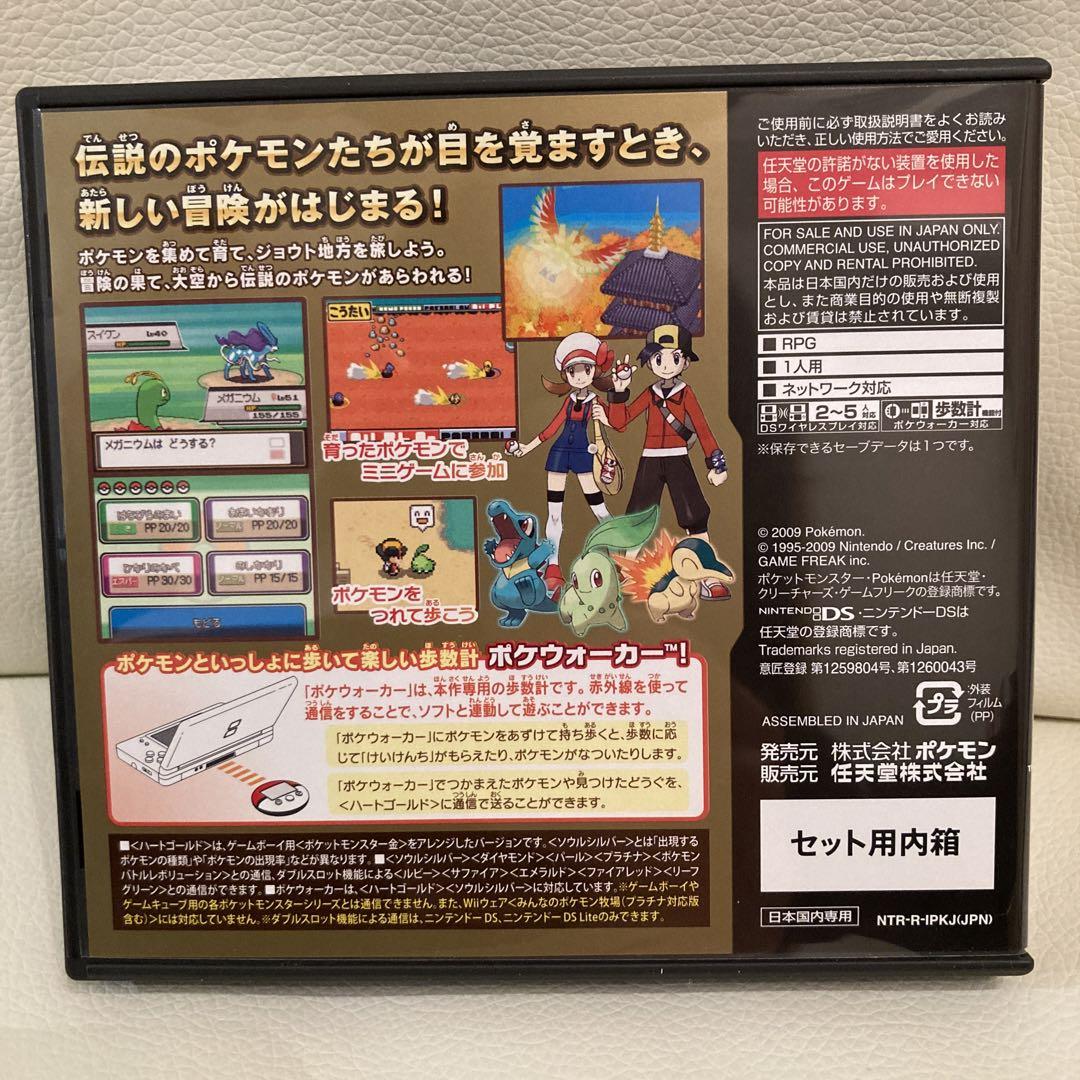 伝説のポケモンたちが目を覚ますとき、
新しい冒険がはじまる!
ポケモンを集めて育て、ジョウト地方を旅しよう。
冒険の果て、大空から伝説のポケモンがあらわれる!
スイクン Lv40
HP
メガニウム ♀Lv51
HP
155/155
メガニウムは どうする?
PP 20/20
PP 20/20
ノーマル
エスパー PP 30/30
ノーマル PP 15/15
もどる
こうたい
育ったポケモンで
ミニゲームに参加
ポケモンを
つれて歩こう
ポケモンといっしょに歩いて楽しい歩数計 ポケウォーカー™!
「ポケウォーカー」は、本作専用の歩数計です。赤外線を使って
通信をすることで、ソフトと連動して遊ぶことができます。
「ポケウォーカー」にポケモンをあずけて持ち歩くと、歩数に応
じて「けいけんち」がもらえたり、ポケモンがなついたりします。
「ポケウォーカー」でつかまえたポケモンや見つけたどうぐを、
<ハートゴールド>に通信で送ることができます。
■<ハートゴールド>は、ゲームボーイ用<ポケットモンスター金>をアレンジしたバージョンです。<ソウルシルバー>とは「出現する
ポケモンの種類」や「ポケモンの出現率」などが異なります。■<ソウルシルバー><ダイヤモンド><パール><プラチナ><ポケモン
バトルレボリューション>との通信、ダブルスロット機能による<ルビー><サファイア><エメラルド><ファイアレッド><リーフ
グリーン>との通信ができます。■ポケウォーカーは、<ハートゴールド><ソウルシルバー>に対応しています。※ゲームボーイや
ゲームキューブ用の各ポケットモンスターシリーズとは通信できません。また、Wiiウェア<みんなのポケモン牧場(プラチナ対応版
含む)>には対応していません。※ダブルスロット機能による通信は、ニンテンドーDS、ニンテンドーDS Liteのみできます。
ご使用前に必ず取扱説明書をよくお読み
いただき、正しい使用方法でご愛用ください。
任天堂の許諾がない装置を使用した
場合、このゲームはプレイできない
可能性があります。
FOR SALE AND USE IN JAPAN ONLY.
COMMERCIAL USE, UNAUTHORIZED
COPY AND RENTAL PROHIBITED.
本品は日本国内だけの販売および使用
とし、また商業目的の使用や無断複製
および賃貸は禁止されています。
■RPG
■1人用
■ネットワーク対応
2~5人対応
DSワイヤレスプレイ対応
歩数計機能付
ポケウォーカー対応
※保存できるセーブデータは1つです。
© 2009 Pokémon.
© 1995-2009 Nintendo / Creatures Inc. /
GAME FREAK inc.
ポケットモンスター・Pokémonは任天堂・
クリーチャーズ・ゲームフリークの登録商標です。
NINTENDO DS・ニンテンドーDSは
任天堂の登録商標です。
Trademarks registered in Japan.
意匠登録 第1259804号、第1260043号
ASSEMBLED IN JAPAN
プラ
:外装
フィルム
(PP)
発売元 株式会社 ポケモン
販売元 任天堂株式会社
セット用内箱
日本国内専用
NTR-R-IPKJ(JPN)